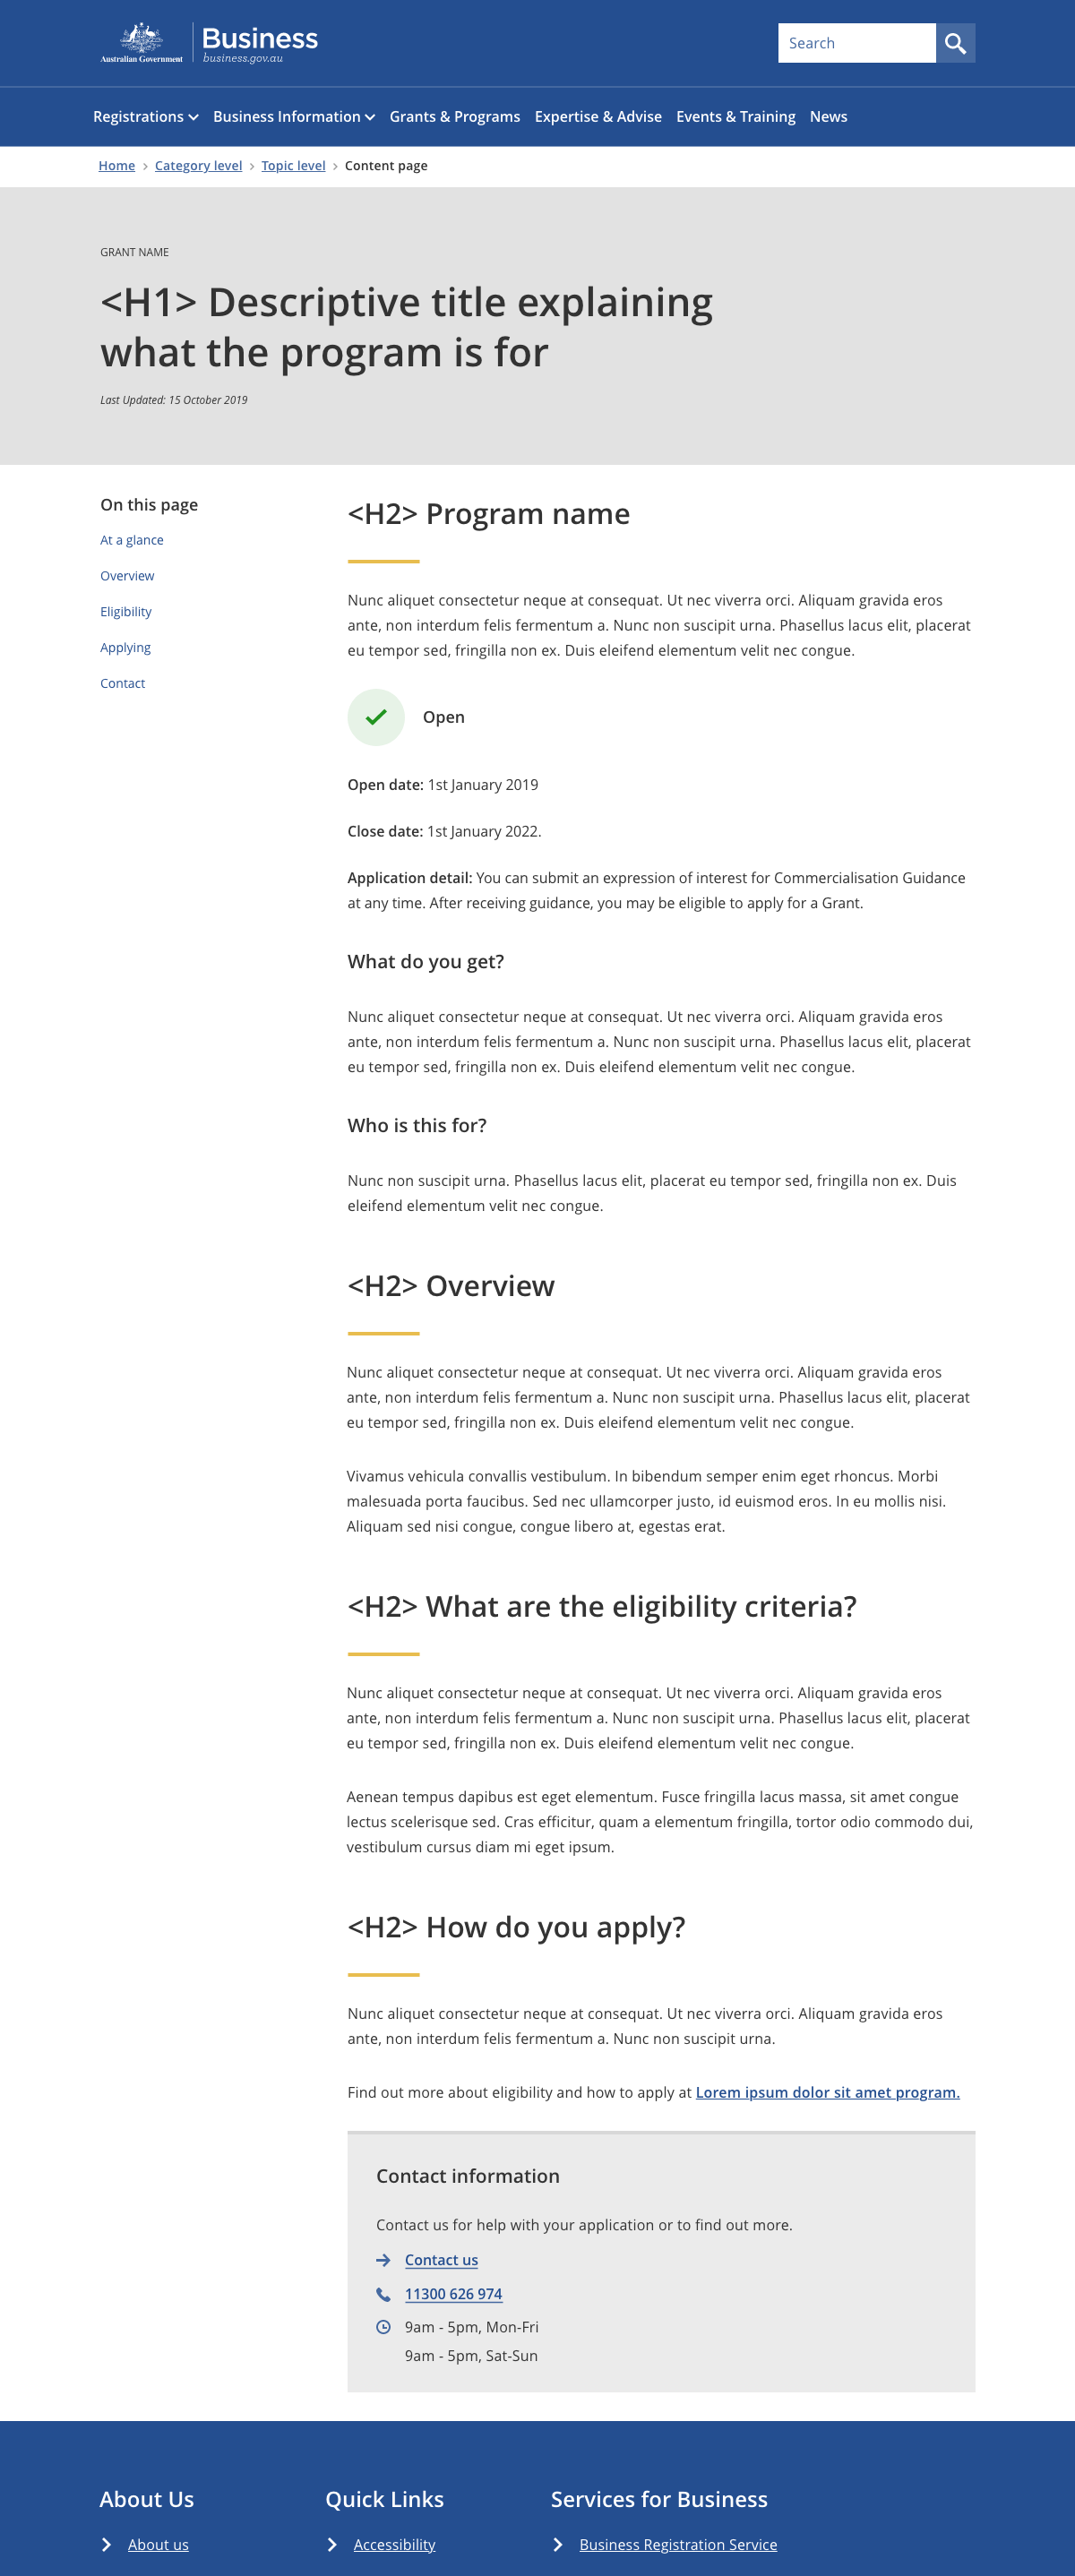 Australian Government
Business
business.gov.au
Search
Registrations Business Information Grants & Programs Expertise & Advise Events & Training News
Home Category level Topic level Content page
GRANT NAME
<H1> Descriptive title explaining
what the program is for
Last Updated: 15 October 2019
On this page
At a glance
Overview
Eligibility
Applying
Contact
<H2> Program name
Nunc aliquet consectetur neque at consequat. Ut nec viverra orci. Aliquam gravida eros
ante, non interdum felis fermentum a. Nunc non suscipit urna. Phasellus lacus elit, placerat
eu tempor sed, fringilla non ex. Duis eleifend elementum velit nec congue.
Open
Open date: 1st January 2019
Close date: 1st January 2022.
Application detail: You can submit an expression of interest for Commercialisation Guidance
at any time. After receiving guidance, you may be eligible to apply for a Grant.
What do you get?
Nunc aliquet consectetur neque at consequat. Ut nec viverra orci. Aliquam gravida eros
ante, non interdum felis fermentum a. Nunc non suscipit urna. Phasellus lacus elit, placerat
eu tempor sed, fringilla non ex. Duis eleifend elementum velit nec congue.
Who is this for?
Nunc non suscipit urna. Phasellus lacus elit, placerat eu tempor sed, fringilla non ex. Duis
eleifend elementum velit nec congue.
<H2> Overview
Nunc aliquet consectetur neque at consequat. Ut nec viverra orci. Aliquam gravida eros
ante, non interdum felis fermentum a. Nunc non suscipit urna. Phasellus lacus elit, placerat
eu tempor sed, fringilla non ex. Duis eleifend elementum velit nec congue.
Vivamus vehicula convallis vestibulum. In bibendum semper enim eget rhoncus. Morbi
malesuada porta faucibus. Sed nec ullamcorper justo, id euismod eros. In eu mollis nisi.
Aliquam sed nisi congue, congue libero at, egestas erat.
<H2> What are the eligibility criteria?
Nunc aliquet consectetur neque at consequat. Ut nec viverra orci. Aliquam gravida eros
ante, non interdum felis fermentum a. Nunc non suscipit urna. Phasellus lacus elit, placerat
eu tempor sed, fringilla non ex. Duis eleifend elementum velit nec congue.
Aenean tempus dapibus est eget elementum. Fusce fringilla lacus massa, sit amet congue
lectus scelerisque sed. Cras efficitur, quam a elementum fringilla, tortor odio commodo dui,
vestibulum cursus diam mi eget ipsum.
<H2> How do you apply?
Nunc aliquet consectetur neque at consequat. Ut nec viverra orci. Aliquam gravida eros
ante, non interdum felis fermentum a. Nunc non suscipit urna.
Find out more about eligibility and how to apply at Lorem ipsum dolor sit amet program.
Contact information
Contact us for help with your application or to find out more.
Contact us
11300 626 974
9am - 5pm, Mon-Fri
9am - 5pm, Sat-Sun
About Us Quick Links Services for Business
About us Accessibility Business Registration Service